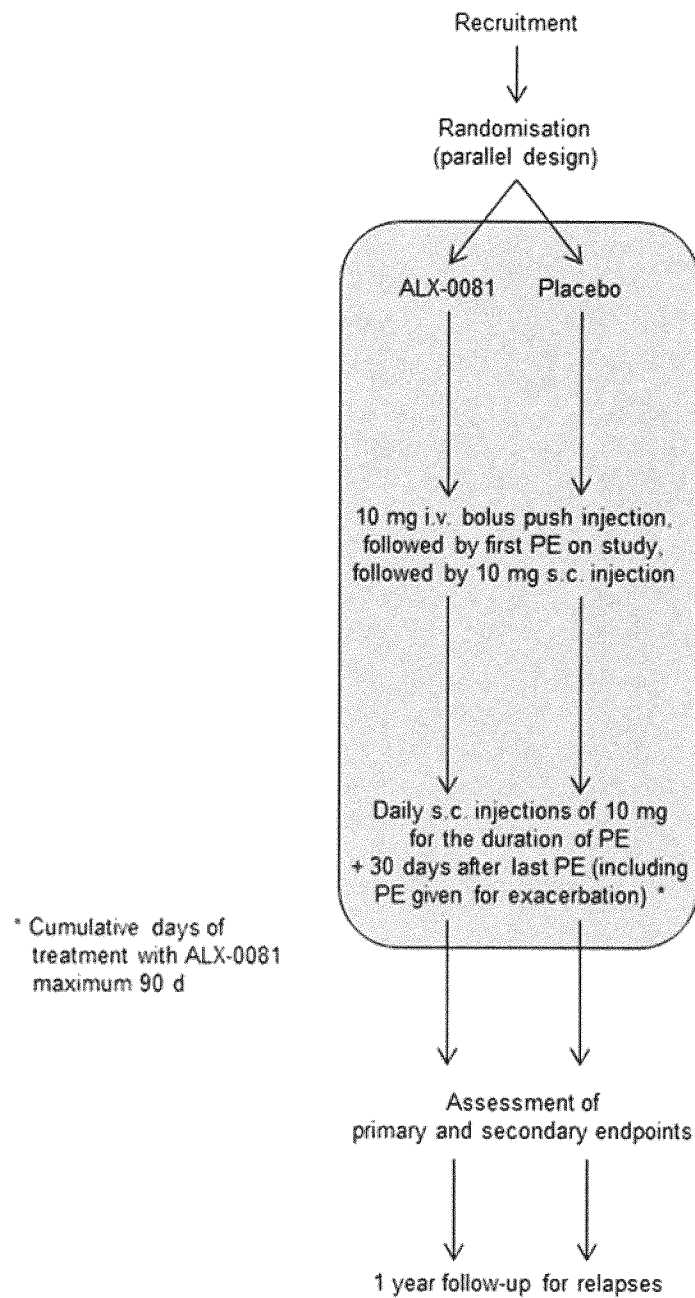 Recruitment
Randomisation
(parallel design)
ALX-0081 Placebo
10 mg i.v. bolus push injection,
followed by first PE on study,
followed by 10 mg s.c. injection
Daily s.c. injections of 10 mg
for the duration of PE
+ 30 days after last PE (including
PE given for exacerbation) *
* Cumulative days of
treatment with ALX-0081
maximum 90 d
Assessment of
primary and secondary endpoints
1 year follow-up for relapses